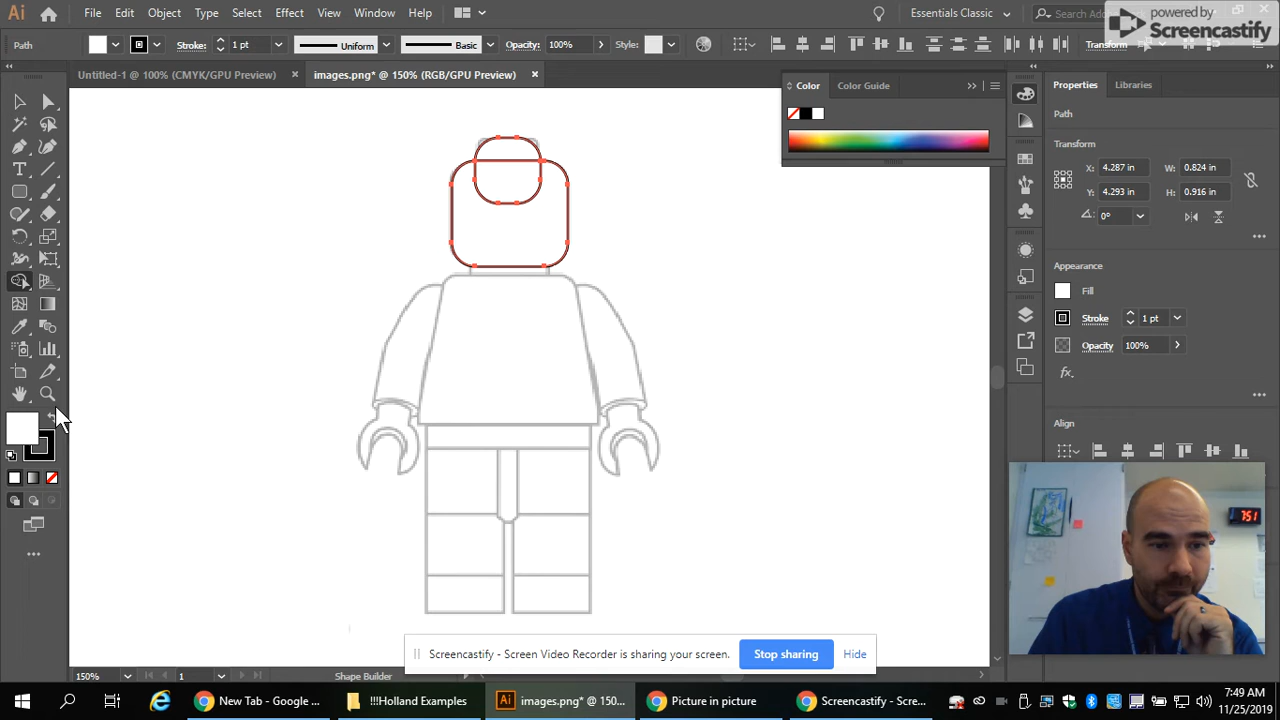 Ai File Edit Object Type Select Effect View Window Help Essentials Classic Search Adobe
powered by
Screencastify
Path Stroke: 1 pt Uniform Basic Opacity: 100% Style: Transform
Untitled-1 @ 100% (CMYK/GPU Preview) × images.png* @ 150% (RGB/GPU Preview) ×
Color Color Guide
Properties Libraries
Path
Transform
X: 4.287 in W: 0.824 in
Y: 4.293 in H: 0.916 in
0°
Appearance
Fill
Stroke 1 pt
Opacity 100%
fx.
Align
T
751
Screencastify - Screen Video Recorder is sharing your screen. Stop sharing Hide
150% 1 Shape Builder
New Tab - Google ... !!!Holland Examples Ai images.png* @ 150... Picture in picture Screencastify - Scre...
7:49 AM
11/25/2019